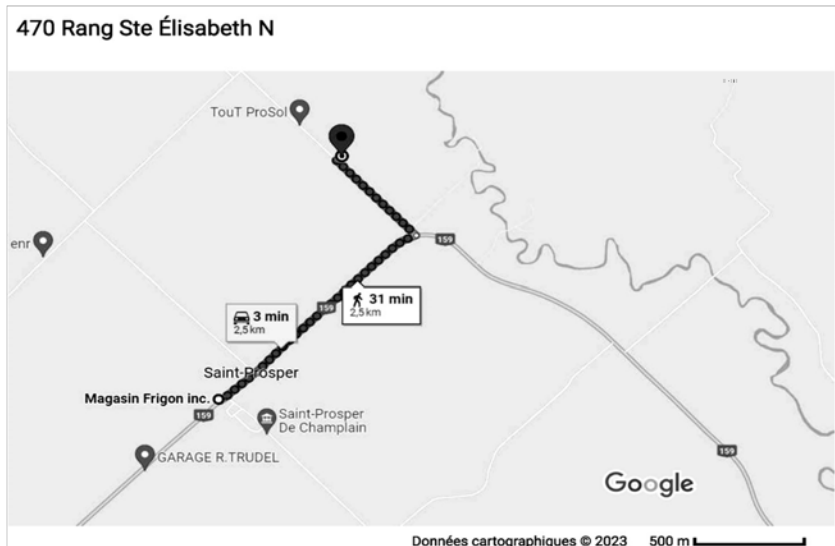 470 Rang Ste Élisabeth N
TouT ProSol
enr
159
31 min
2,5 km
159
3 min
2,5 km
Saint-Prosper
Magasin Frigon inc.
159
Saint-Prosper
De Champlain
GARAGE R.TRUDEL
159
Google
Données cartographiques © 2023 500 m